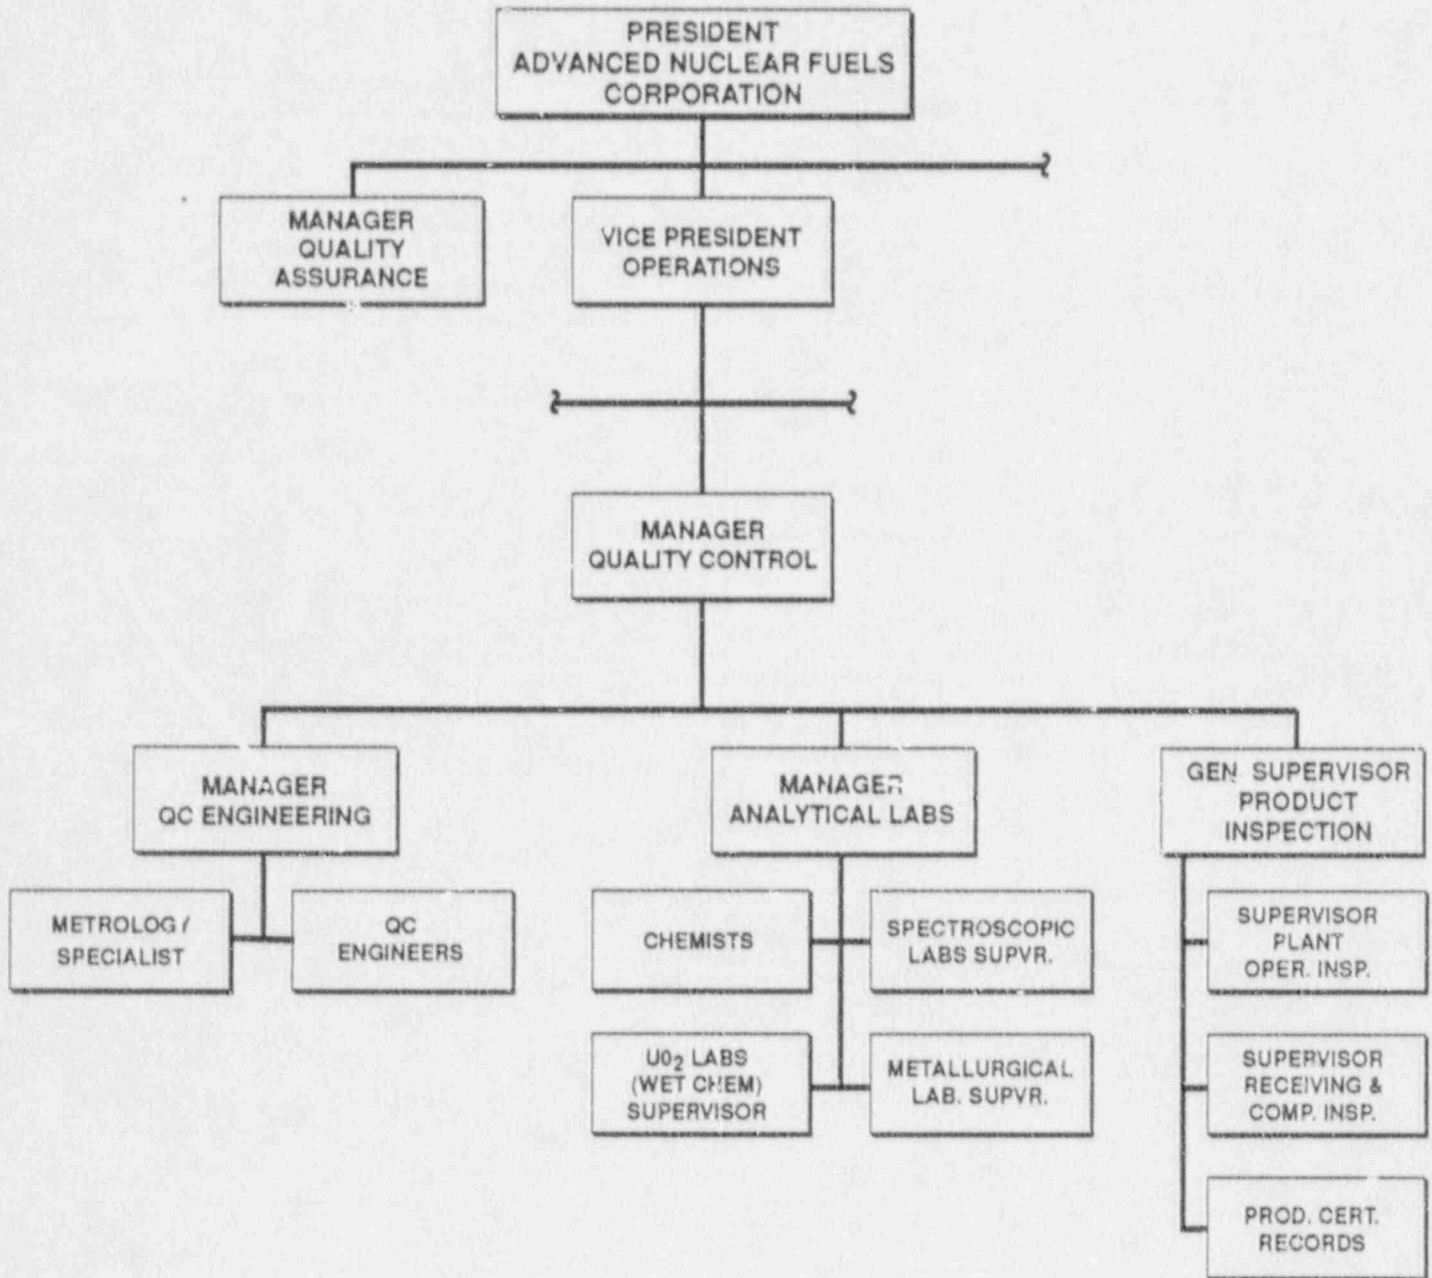 PRESIDENT
ADVANCED NUCLEAR FUELS
CORPORATION
MANAGER
QUALITY
ASSURANCE
VICE PRESIDENT
OPERATIONS
MANAGER
QUALITY CONTROL
MANAGER
QC ENGINEERING
MANAGER
ANALYTICAL LABS
GEN. SUPERVISOR
PRODUCT
INSPECTION
METROLOG/
SPECIALIST
QC
ENGINEERS
CHEMISTS
SPECTROSCOPIC
LABS SUPVR.
SUPERVISOR
PLANT
OPER. INSP.
UO₂ LABS
(WET CHEM)
SUPERVISOR
METALLURGICAL
LAB. SUPVR.
SUPERVISOR
RECEIVING &
COMP. INSP.
PROD. CERT.
RECORDS